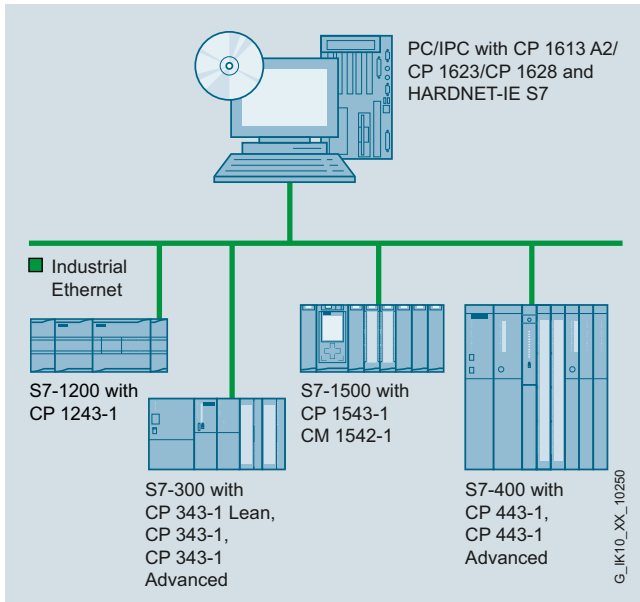 PC/IPC with CP 1613 A2/
CP 1623/CP 1628 and
HARDNET-IE S7
Industrial
Ethernet
S7-1200 with
CP 1243-1
S7-300 with
CP 343-1 Lean,
CP 343-1,
CP 343-1
Advanced
S7-1500 with
CP 1543-1
CM 1542-1
S7-400 with
CP 443-1,
CP 443-1
Advanced
G_IK10_XX_10250